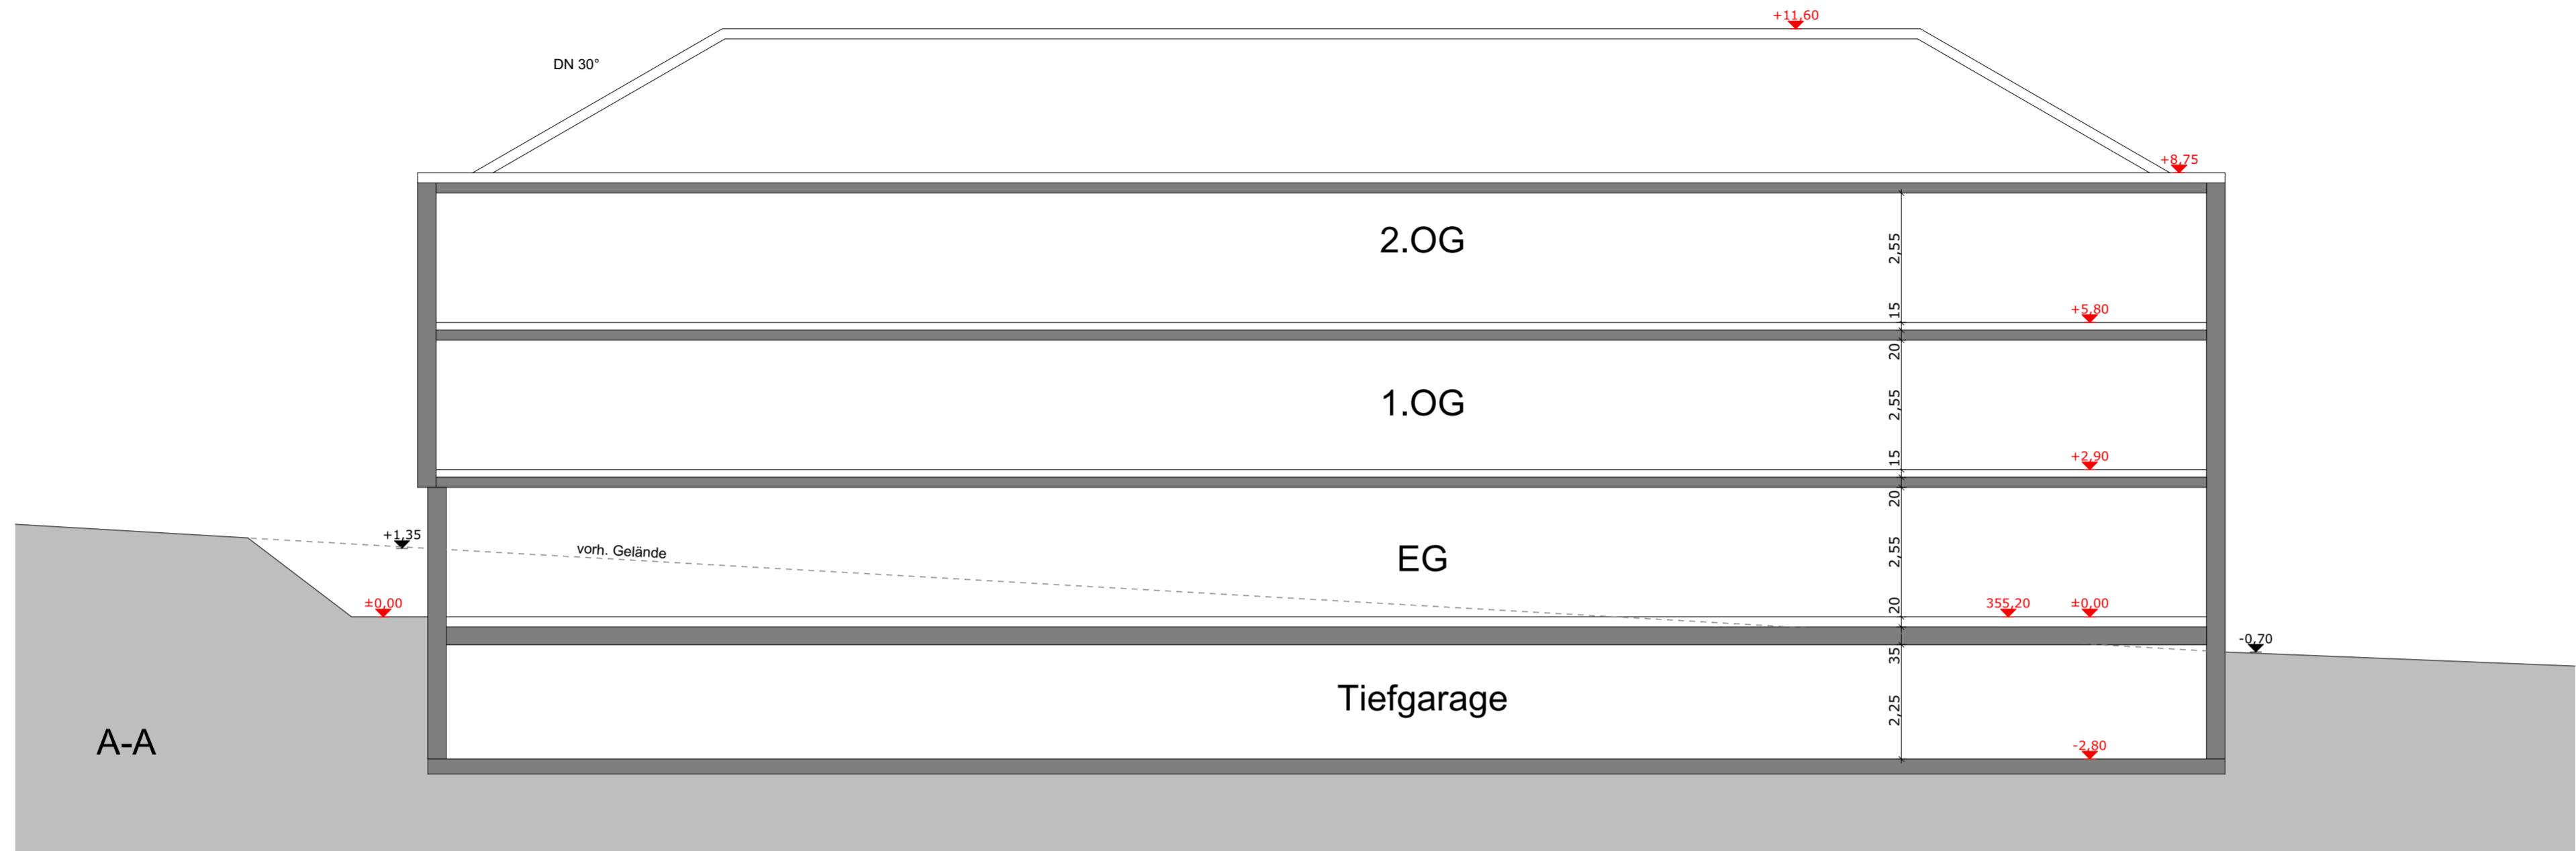 +11,60
DN 30°
+8,75
2.OG
2,55
15
+5,80
20
1.OG
2,55
15
+2,90
20
+1,35
vorh. Gelände
EG
2,55
±0,00
20
355,20
±0,00
-0,70
35
Tiefgarage
2,25
A-A
-2,80